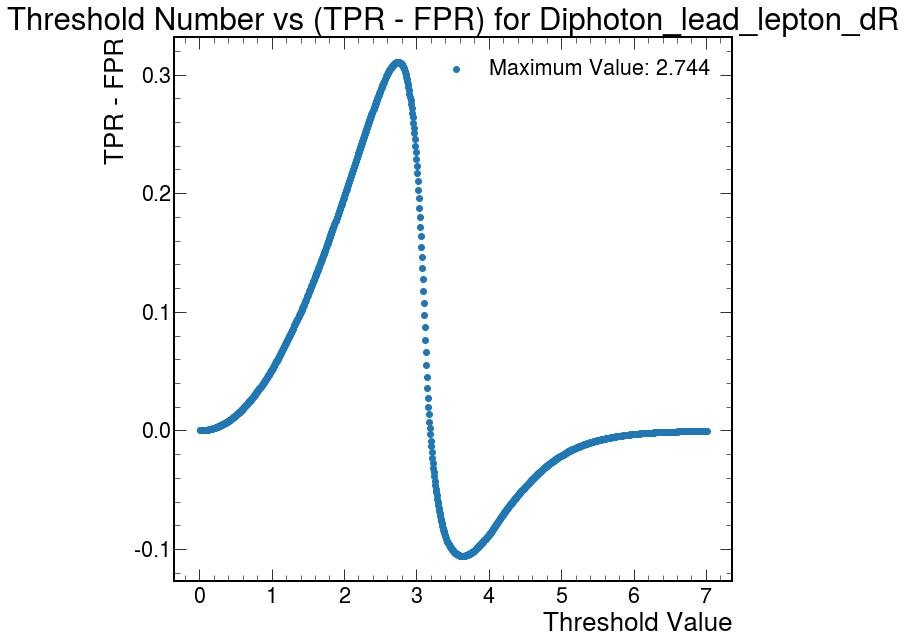 Threshold Number vs (TPR - FPR) for Diphoton_lead_lepton_dR
TPR - FPR
Maximum Value: 2.744
0.3
0.2
0.1
0.0
-0.1
0 1 2 3 4 5 6 7
Threshold Value